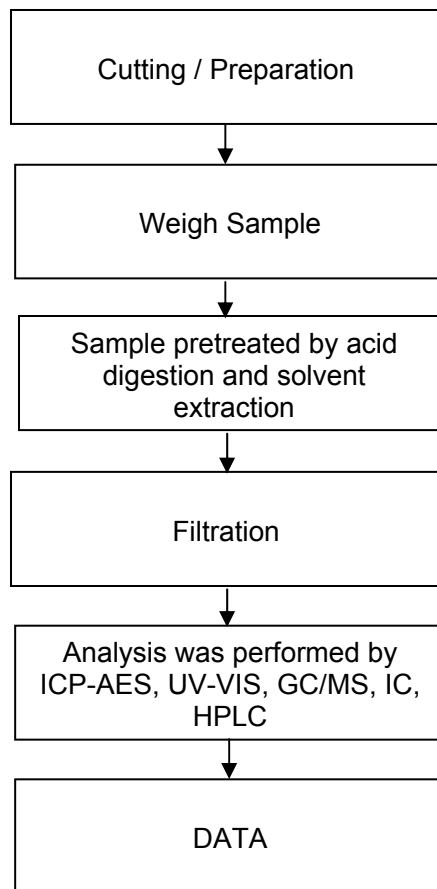 Cutting / Preparation
Weigh Sample
Sample pretreated by acid
digestion and solvent
extraction
Filtration
Analysis was performed by
ICP-AES, UV-VIS, GC/MS, IC,
HPLC
DATA